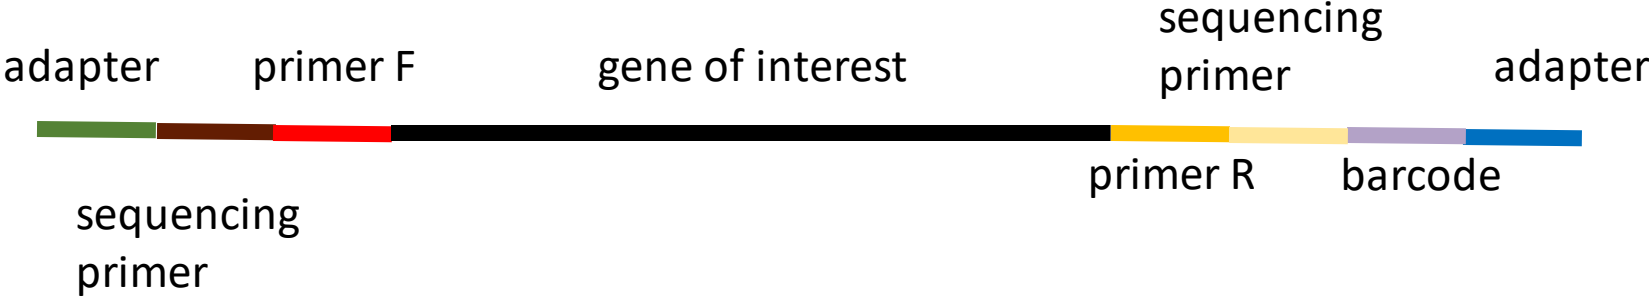 sequencing
primer
adapter
primer F
gene of interest
adapter
primer R
barcode
sequencing
primer